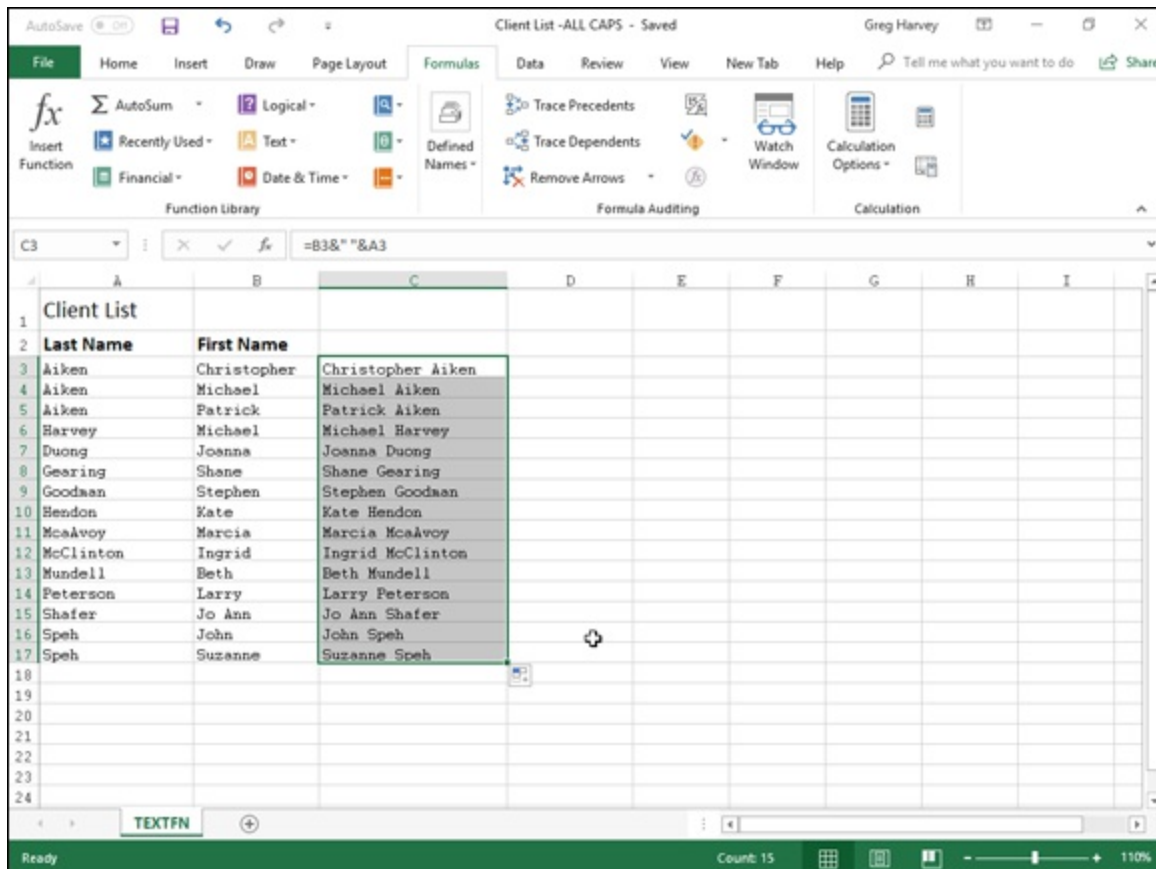 AutoSave Off Client List -ALL CAPS - Saved Greg Harvey
File Home Insert Draw Page Layout Formulas Data Review View New Tab Help Tell me what you want to do Share
fx Insert Function
Σ AutoSum
Recently Used
Financial
Logical
A Text
Date & Time
θ
Defined Names
Trace Precedents
Trace Dependents
Remove Arrows
Watch Window
Calculation Options
Function Library Formula Auditing Calculation
C3 fx =B3&" "&A3
A B C D E F G H I
1 Client List
2 Last Name First Name
3 Aiken Christopher Christopher Aiken
4 Aiken Michael Michael Aiken
5 Aiken Patrick Patrick Aiken
6 Harvey Michael Michael Harvey
7 Duong Joanna Joanna Duong
8 Gearing Shane Shane Gearing
9 Goodman Stephen Stephen Goodman
10 Hendon Kate Kate Hendon
11 McaAvoy Marcia Marcia McaAvoy
12 McClinton Ingrid Ingrid McClinton
13 Mundell Beth Beth Mundell
14 Peterson Larry Larry Peterson
15 Shafer Jo Ann Jo Ann Shafer
16 Speh John John Speh
17 Speh Suzanne Suzanne Speh
18
19
20
21
22
23
24
TEXTFN
Ready Count: 15 110%